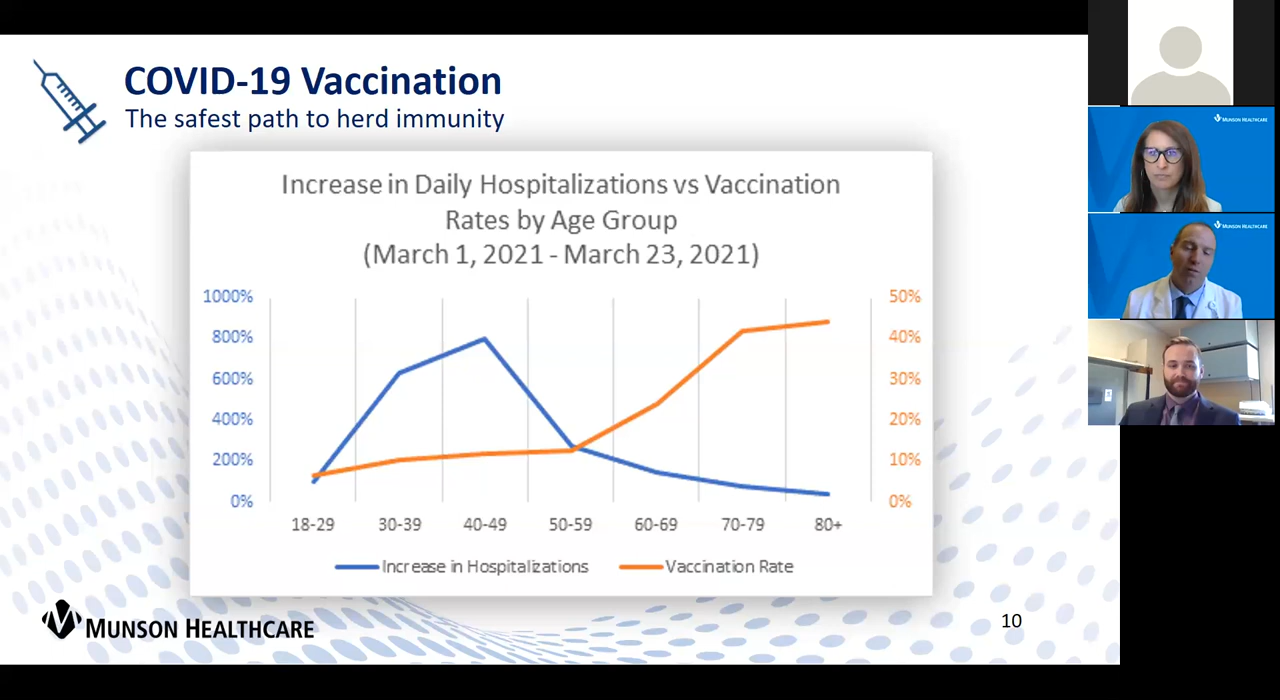 COVID-19 Vaccination
The safest path to herd immunity
Increase in Daily Hospitalizations vs Vaccination
Rates by Age Group
(March 1, 2021 - March 23, 2021)
1000%
800%
600%
400%
200%
0%
50%
40%
30%
20%
10%
0%
18-29 30-39 40-49 50-59 60-69 70-79 80+
Increase in Hospitalizations Vaccination Rate
MUNSON HEALTHCARE
10
MUNSON HEALTHCARE
MUNSON HEALTHCARE